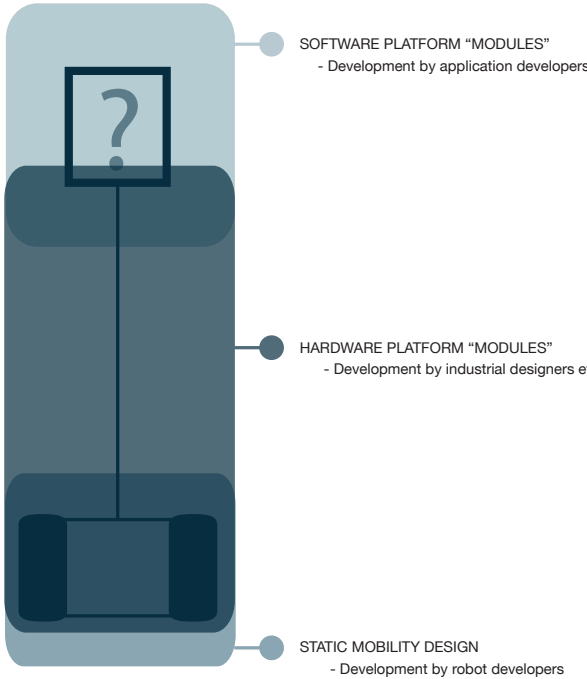 ?
SOFTWARE PLATFORM “MODULES”
- Development by application developers
HARDWARE PLATFORM “MODULES”
- Development by industrial designers
STATIC MOBILITY DESIGN
- Development by robot developers